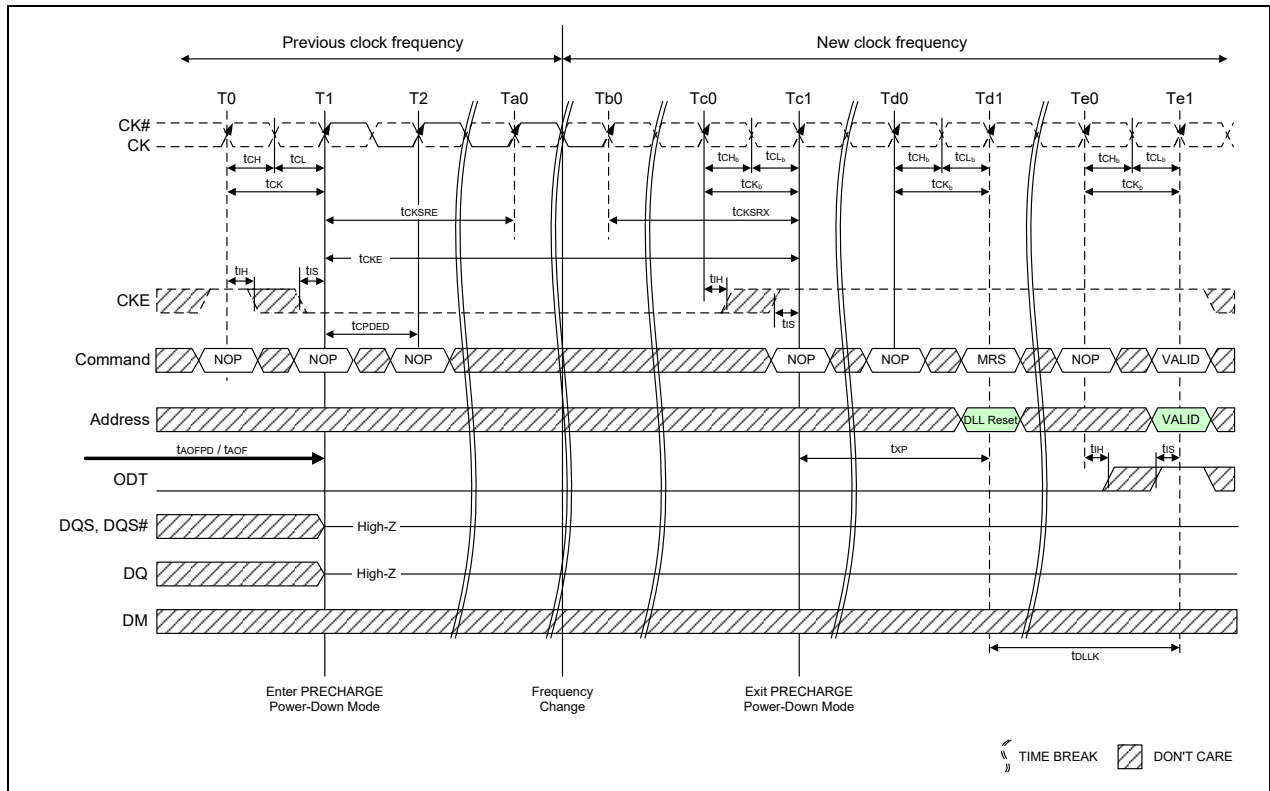 Previous clock frequency New clock frequency
T0 T1 T2 Ta0 Tb0 Tc0 Tc1 Td0 Td1 Te0 Te1
CK#
CK
tCH tCL tCHb tCLb tCHb tCLb tCHb tCLb
tCK tCKb tCKb tCKb
tCKSRE tCKSRX
tCKE
tIH tIS tIH
CKE
tIS
tCPDED
Command NOP NOP NOP NOP NOP MRS NOP VALID
Address DLL Reset VALID
tAOFPD / tAOF tXP tIH tIS
ODT
DQS, DQS# High-Z
DQ High-Z
DM
tDLLK
Enter PRECHARGE Frequency Exit PRECHARGE
Power-Down Mode Change Power-Down Mode
TIME BREAK DON'T CARE